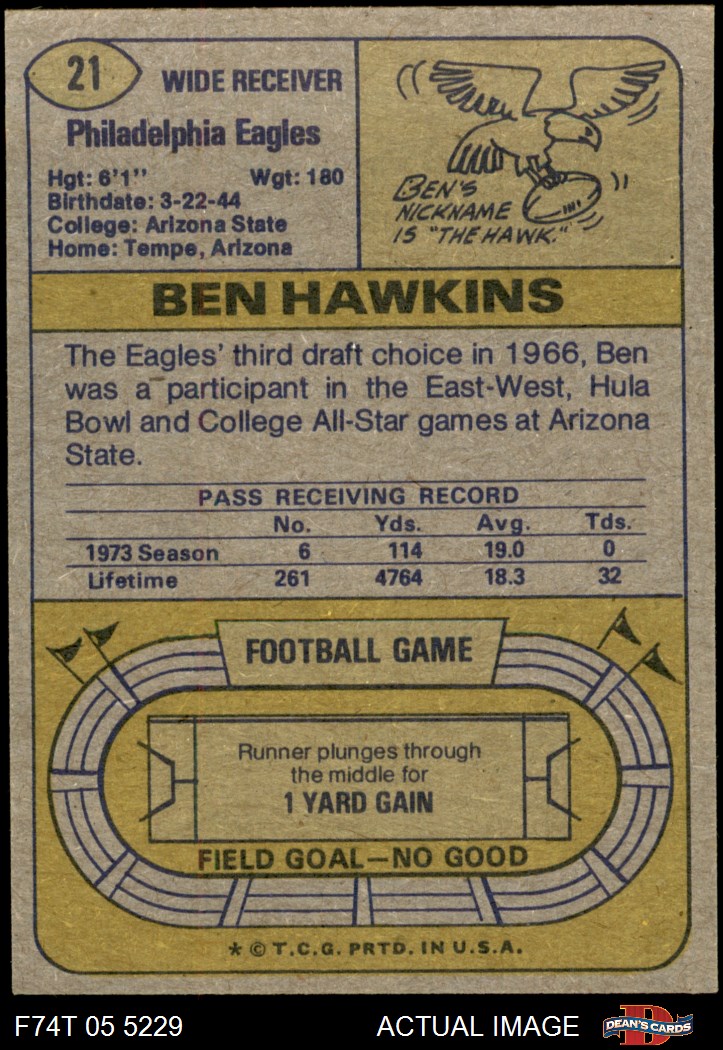 21
WIDE RECEIVER
Philadelphia Eagles
Hgt: 6'1" Wgt: 180
Birthdate: 3-22-44
College: Arizona State
Home: Tempe, Arizona
BEN'S
NICKNAME
IS "THE HAWK."
BEN HAWKINS
The Eagles' third draft choice in 1966, Ben
was a participant in the East-West, Hula
Bowl and College All-Star games at Arizona
State.
PASS RECEIVING RECORD
No. Yds. Avg. Tds.
1973 Season 6 114 19.0 0
Lifetime 261 4764 18.3 32
FOOTBALL GAME
Runner plunges through
the middle for
1 YARD GAIN
FIELD GOAL—NO GOOD
* © T.C.G. PRTD. IN U.S.A.
F74T 05 5229 ACTUAL IMAGE
D
DEAN'S CARDS